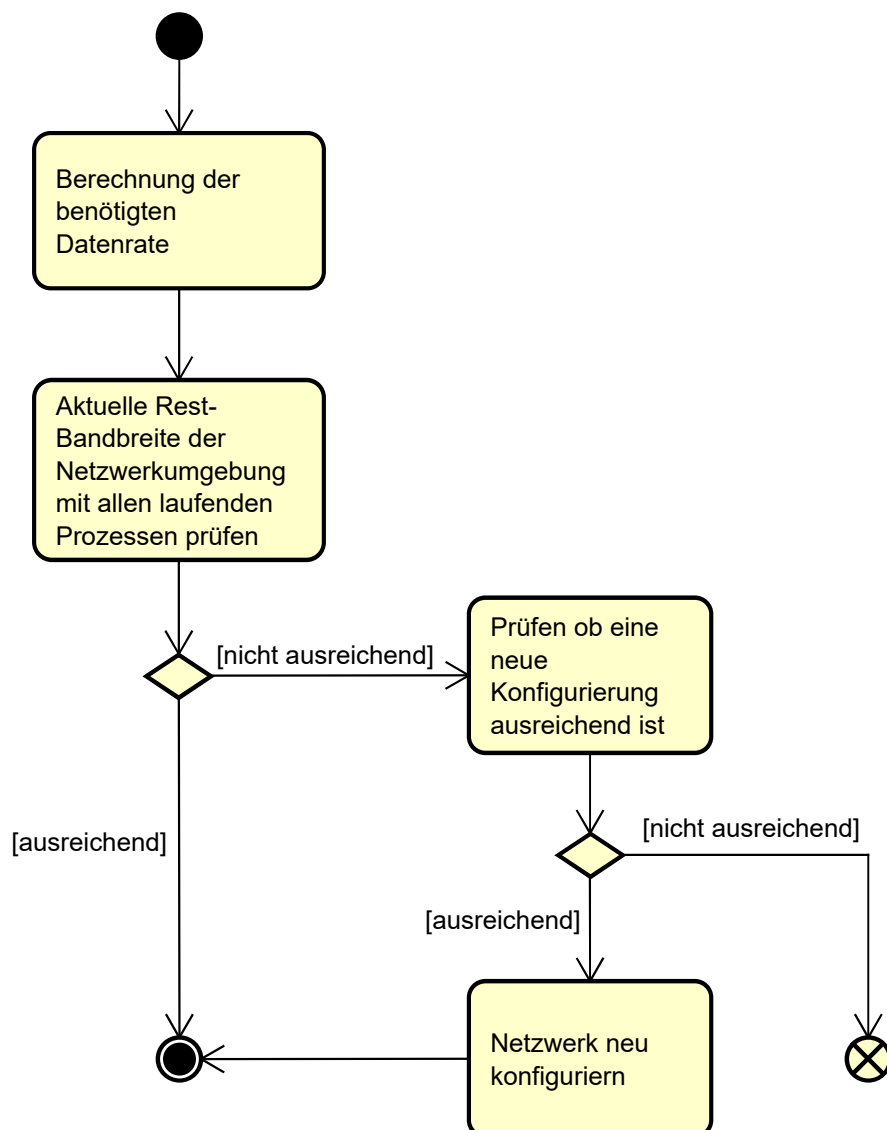 Berechnung der
benötigten
Datenrate
Aktuelle Rest-
Bandbreite der
Netzwerkumgebung
mit allen laufenden
Prozessen prüfen
[nicht ausreichend]
Prüfen ob eine
neue
Konfigurierung
ausreichend ist
[ausreichend]
[nicht ausreichend]
[ausreichend]
Netzwerk neu
konfiguriern